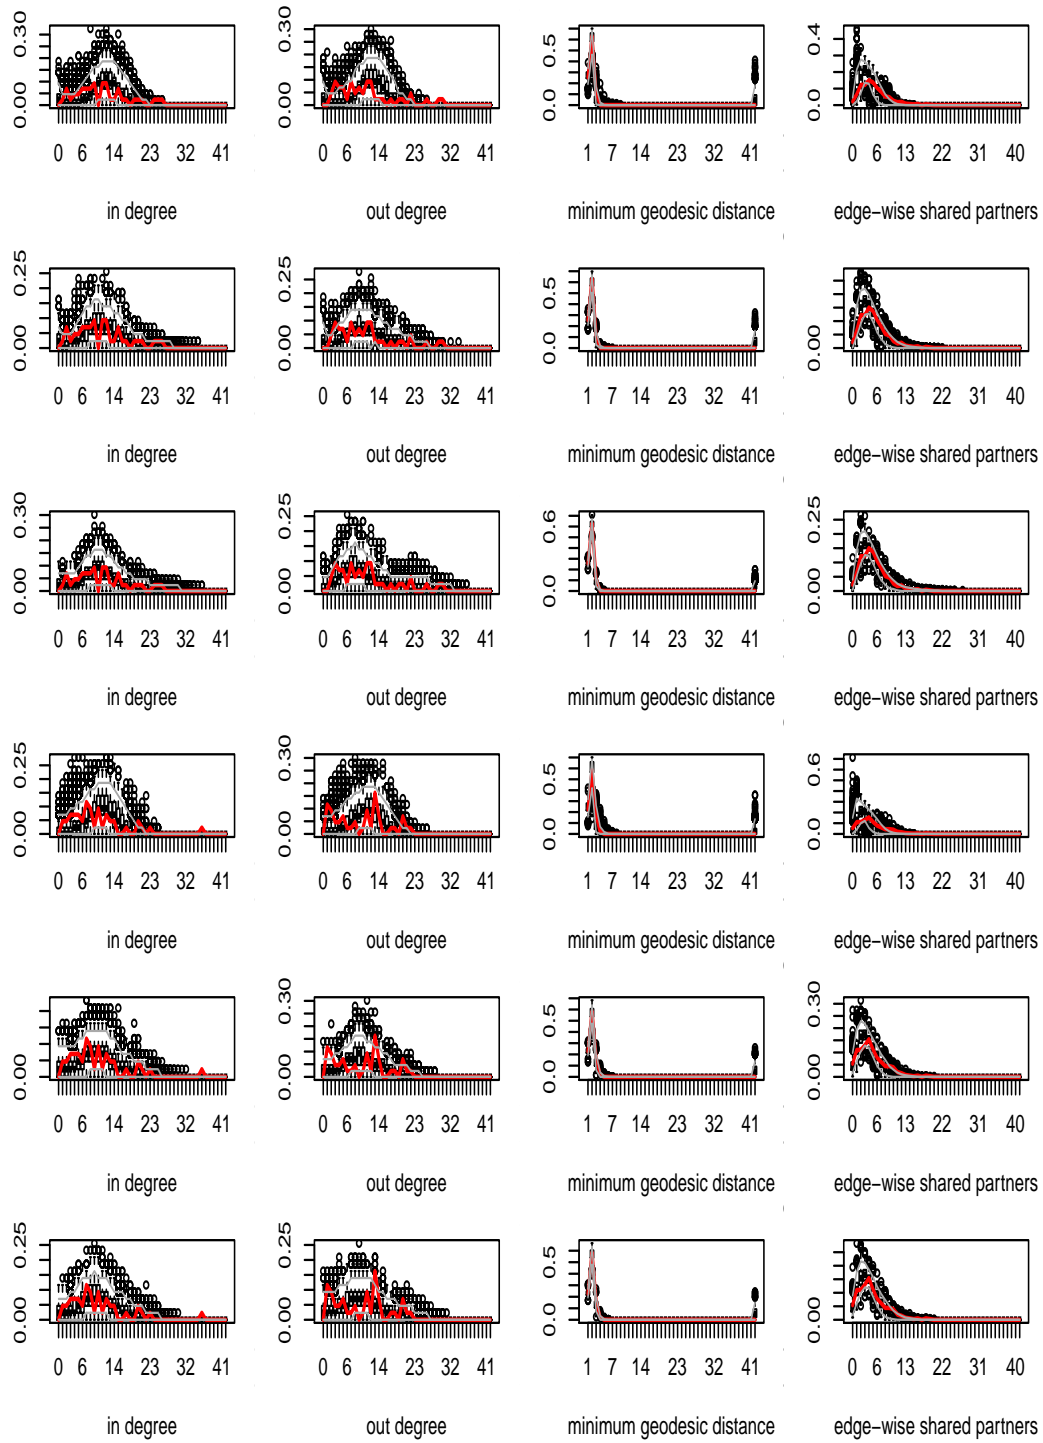 0.00 0.30 0.00 0.30 0.0 0.5 0.0 0.4
0 6 14 23 32 41 0 6 14 23 32 41 1 7 14 23 32 41 0 6 13 22 31 40
in degree out degree minimum geodesic distance edge−wise shared partners
0.00 0.25 0.00 0.25 0.0 0.5 0.00
0 6 14 23 32 41 0 6 14 23 32 41 1 7 14 23 32 41 0 6 13 22 31 40
in degree out degree minimum geodesic distance edge−wise shared partners
0.00 0.30 0.00 0.25 0.0 0.6 0.00 0.25
0 6 14 23 32 41 0 6 14 23 32 41 1 7 14 23 32 41 0 6 13 22 31 40
in degree out degree minimum geodesic distance edge−wise shared partners
0.00 0.25 0.00 0.30 0.0 0.5 0.0 0.6
0 6 14 23 32 41 0 6 14 23 32 41 1 7 14 23 32 41 0 6 13 22 31 40
in degree out degree minimum geodesic distance edge−wise shared partners
0.00 0.00 0.30 0.0 0.5 0.00 0.30
0 6 14 23 32 41 0 6 14 23 32 41 1 7 14 23 32 41 0 6 13 22 31 40
in degree out degree minimum geodesic distance edge−wise shared partners
0.00 0.25 0.00 0.25 0.0 0.5 0.00
0 6 14 23 32 41 0 6 14 23 32 41 1 7 14 23 32 41 0 6 13 22 31 40
in degree out degree minimum geodesic distance edge−wise shared partners